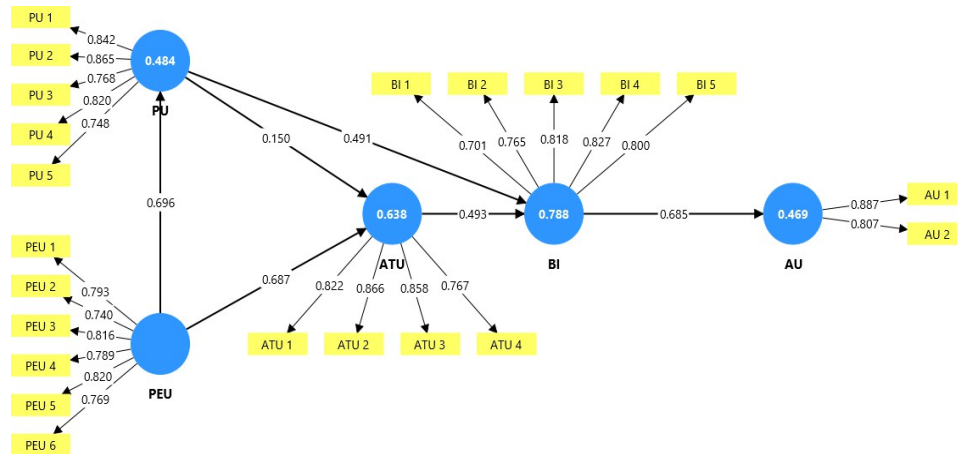 PU 1
PU 2
PU 3
PU 4
PU 5
0.842
0.865
0.768
0.820
0.748
0.484
PU
BI 1
BI 2
BI 3
BI 4
BI 5
0.701
0.765
0.818
0.827
0.800
0.150
0.491
0.696
0.638
ATU
0.493
0.788
BI
0.685
0.469
AU
0.887
0.807
AU 1
AU 2
PEU 1
PEU 2
PEU 3
PEU 4
PEU 5
PEU 6
0.793
0.740
0.816
0.789
0.820
0.769
PEU
0.687
0.822
0.866
0.858
0.767
ATU 1
ATU 2
ATU 3
ATU 4